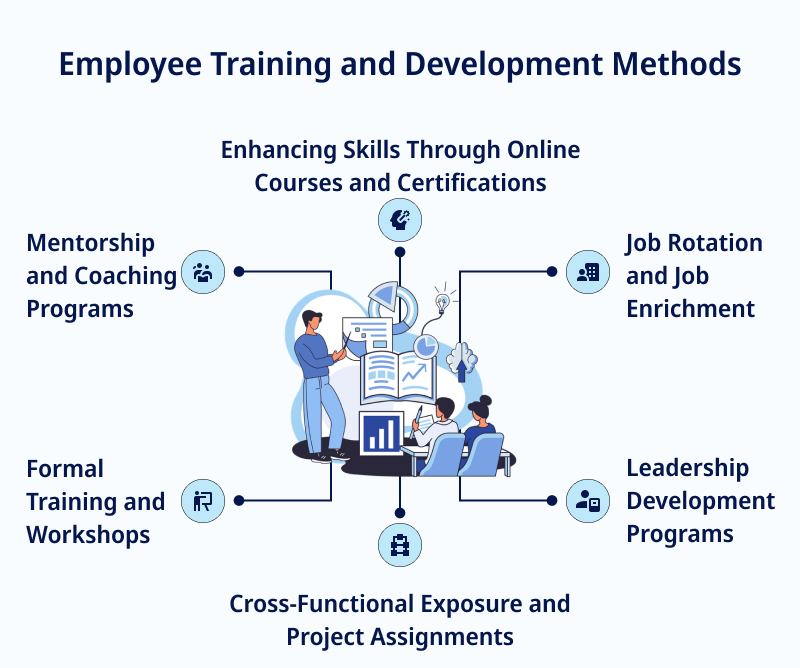 Employee Training and Development Methods
Enhancing Skills Through Online
Courses and Certifications
Mentorship
and Coaching
Programs
Job Rotation
and Job
Enrichment
Formal
Training and
Workshops
Leadership
Development
Programs
Cross-Functional Exposure and
Project Assignments